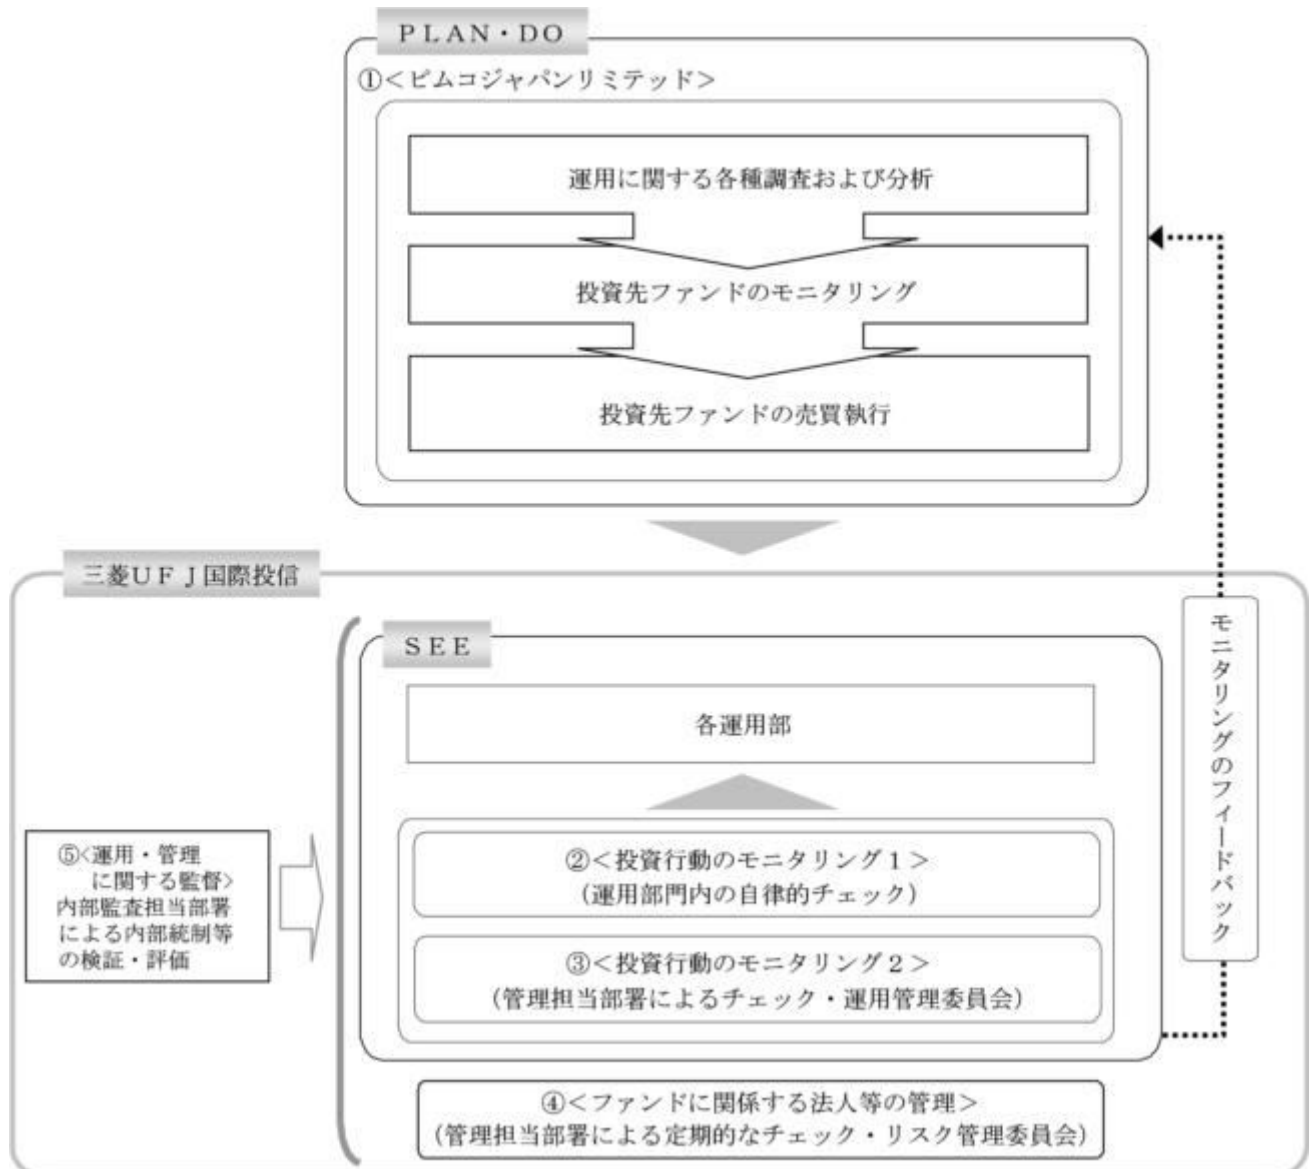 ＰＬＡＮ・ＤＯ
①＜ピムコジャパンリミテッド＞
運用に関する各種調査および分析
投資先ファンドのモニタリング
投資先ファンドの売買執行
三菱ＵＦＪ国際投信
ＳＥＥ
各運用部
②＜投資行動のモニタリング１＞
（運用部門内の自律的チェック）
③＜投資行動のモニタリング２＞
（管理担当部署によるチェック・運用管理委員会）
④＜ファンドに関係する法人等の管理＞
（管理担当部署による定期的なチェック・リスク管理委員会）
⑤<運用・管理
に関する監督>
内部監査担当部署
による内部統制等
の検証・評価
モニタリングのフィードバック